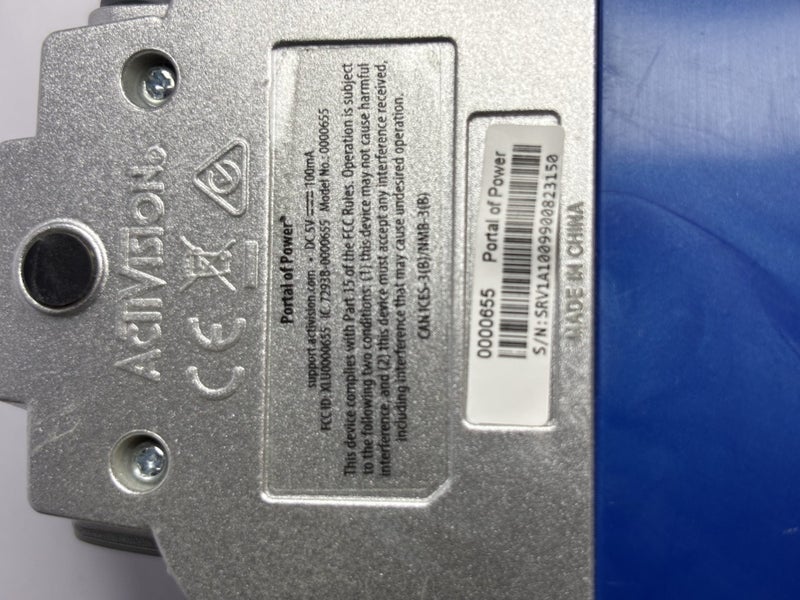 ACTIVISION®
CE
Portal of Power™
support.activision.com • DC 5V ⎓ 100mA
FCC ID: XLU0000655 IC: 7293B-0000655 Model No.: 0000655
This device complies with Part 15 of the FCC Rules. Operation is subject
to the following two conditions: (1) this device may not cause harmful
interference, and (2) this device must accept any interference received,
including interference that may cause undesired operation.
CAN ICES-3(B)/NMB-3(B)
0000655 Portal of Power
S/N:SRV1A1009900823150
MADE IN CHINA